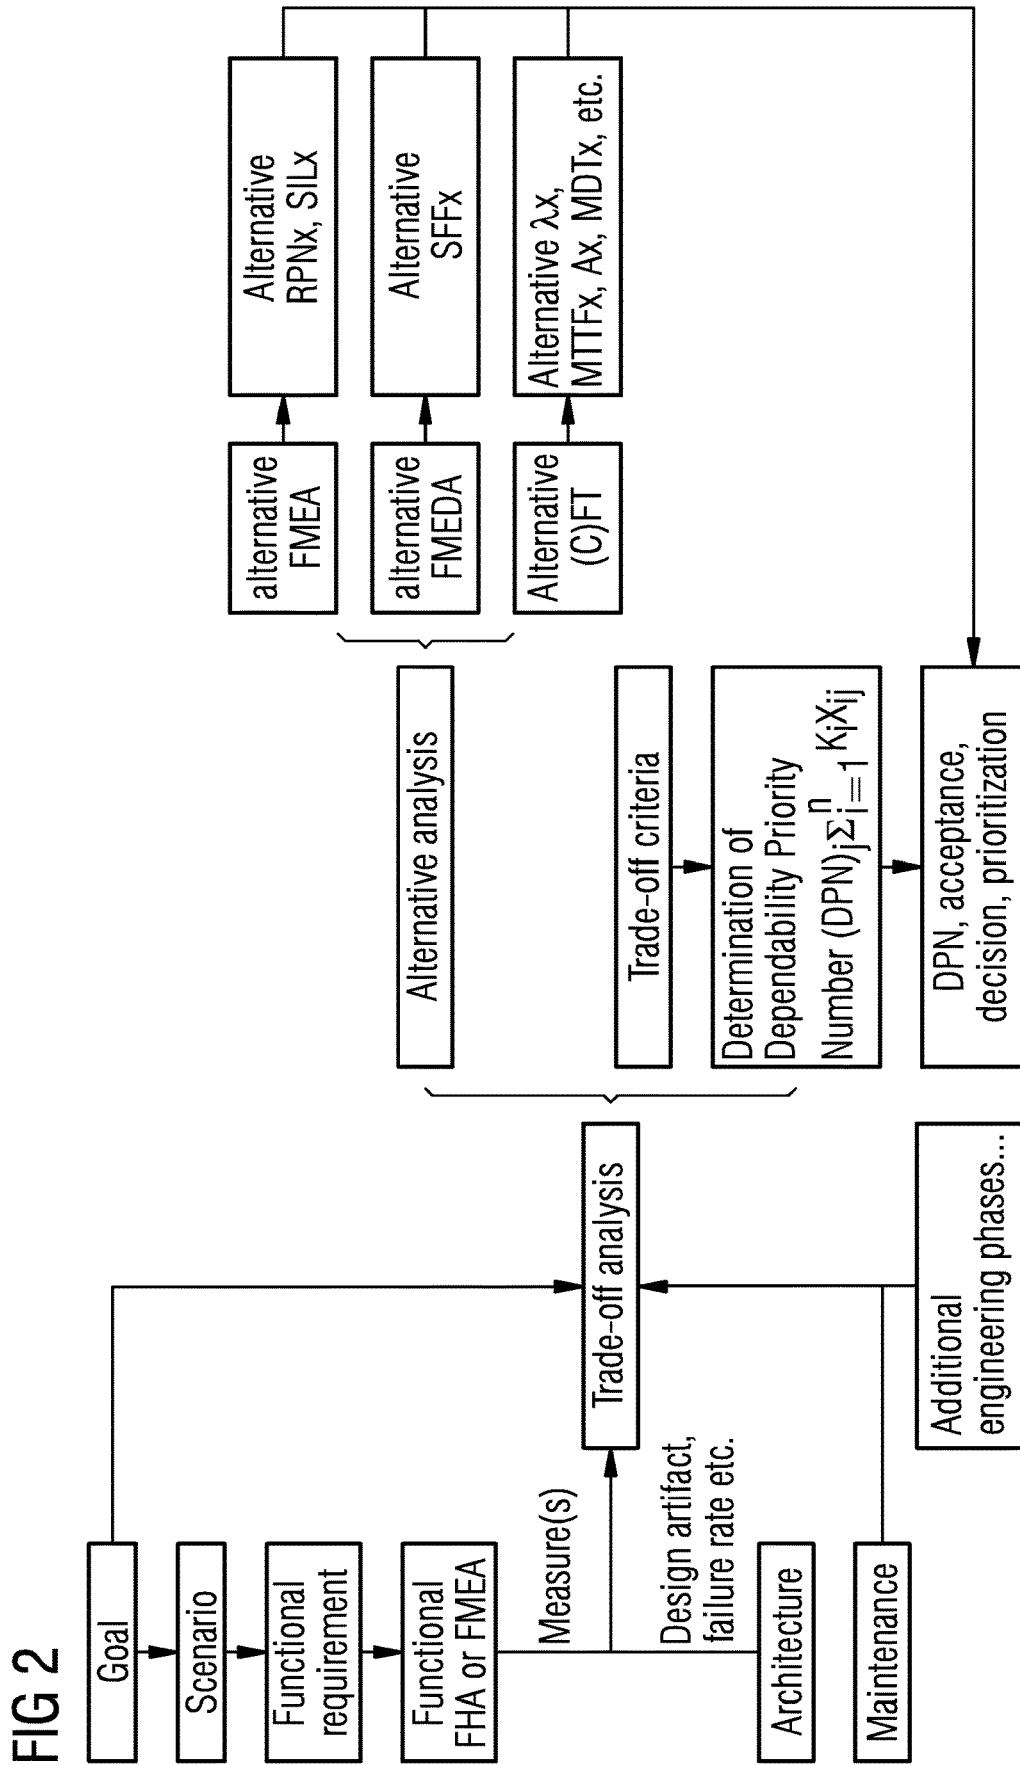 FIG 2
Goal
Scenario
Functional
requirement
Functional
FHA or FMEA
Measure(s)
Design artifact,
failure rate etc.
Architecture
Maintenance
Trade-off analysis
Additional
engineering phases...
Alternative analysis
Trade-off criteria
Determination of
Dependability Priority
Number (DPN)jΣⁿi=1 KiXij
DPN, acceptance,
decision, prioritization
alternative
FMEA
alternative
FMEDA
Alternative
(C)FT
Alternative
RPNx, SILx
Alternative
SFFx
Alternative λx,
MTTFx, Ax, MDTx, etc.